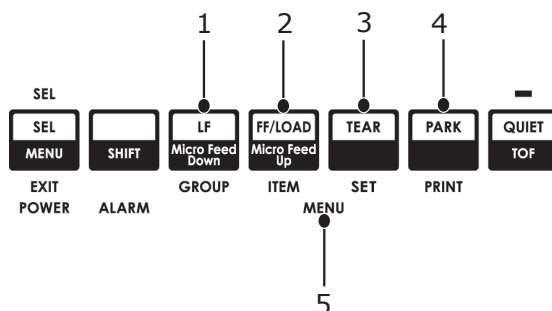 1 2 3 4
SEL
SEL LF FF/LOAD TEAR PARK QUIET
MENU SHIFT Micro Feed Down Micro Feed Up TOF
EXIT GROUP ITEM SET PRINT
POWER ALARM MENU
5